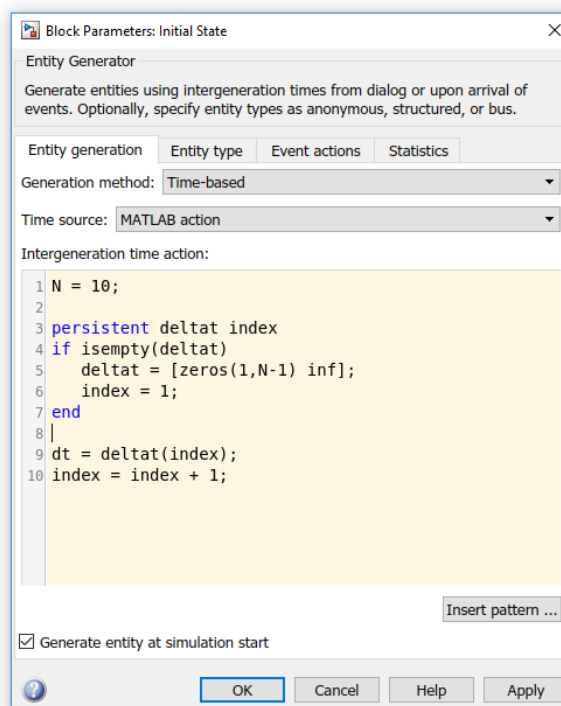 Block Parameters: Initial State
Entity Generator
Generate entities using intergeneration times from dialog or upon arrival of
events. Optionally, specify entity types as anonymous, structured, or bus.
Entity generation Entity type Event actions Statistics
Generation method: Time-based
Time source: MATLAB action
Intergeneration time action:
1 N = 10;
2
3 persistent deltat index
4 if isempty(deltat)
5    deltat = [zeros(1,N-1) inf];
6    index = 1;
7 end
8
9 dt = deltat(index);
10 index = index + 1;
Insert pattern ...
Generate entity at simulation start
? OK Cancel Help Apply